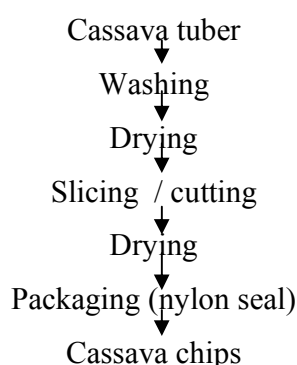 Cassava tuber
Washing
Drying
Slicing / cutting
Drying
Packaging (nylon seal)
Cassava chips